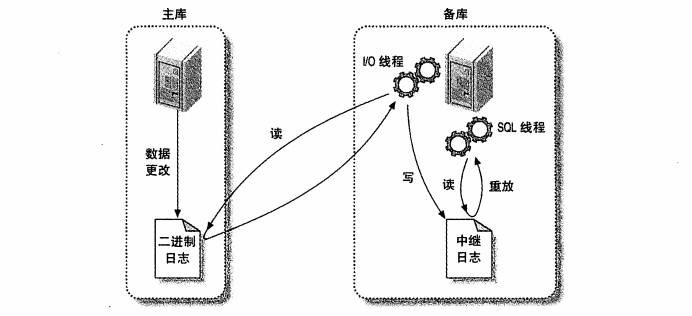 主库
备库
I/O 线程
SQL 线程
读
数据
更改
写
读
重放
二进制
日志
中继
日志